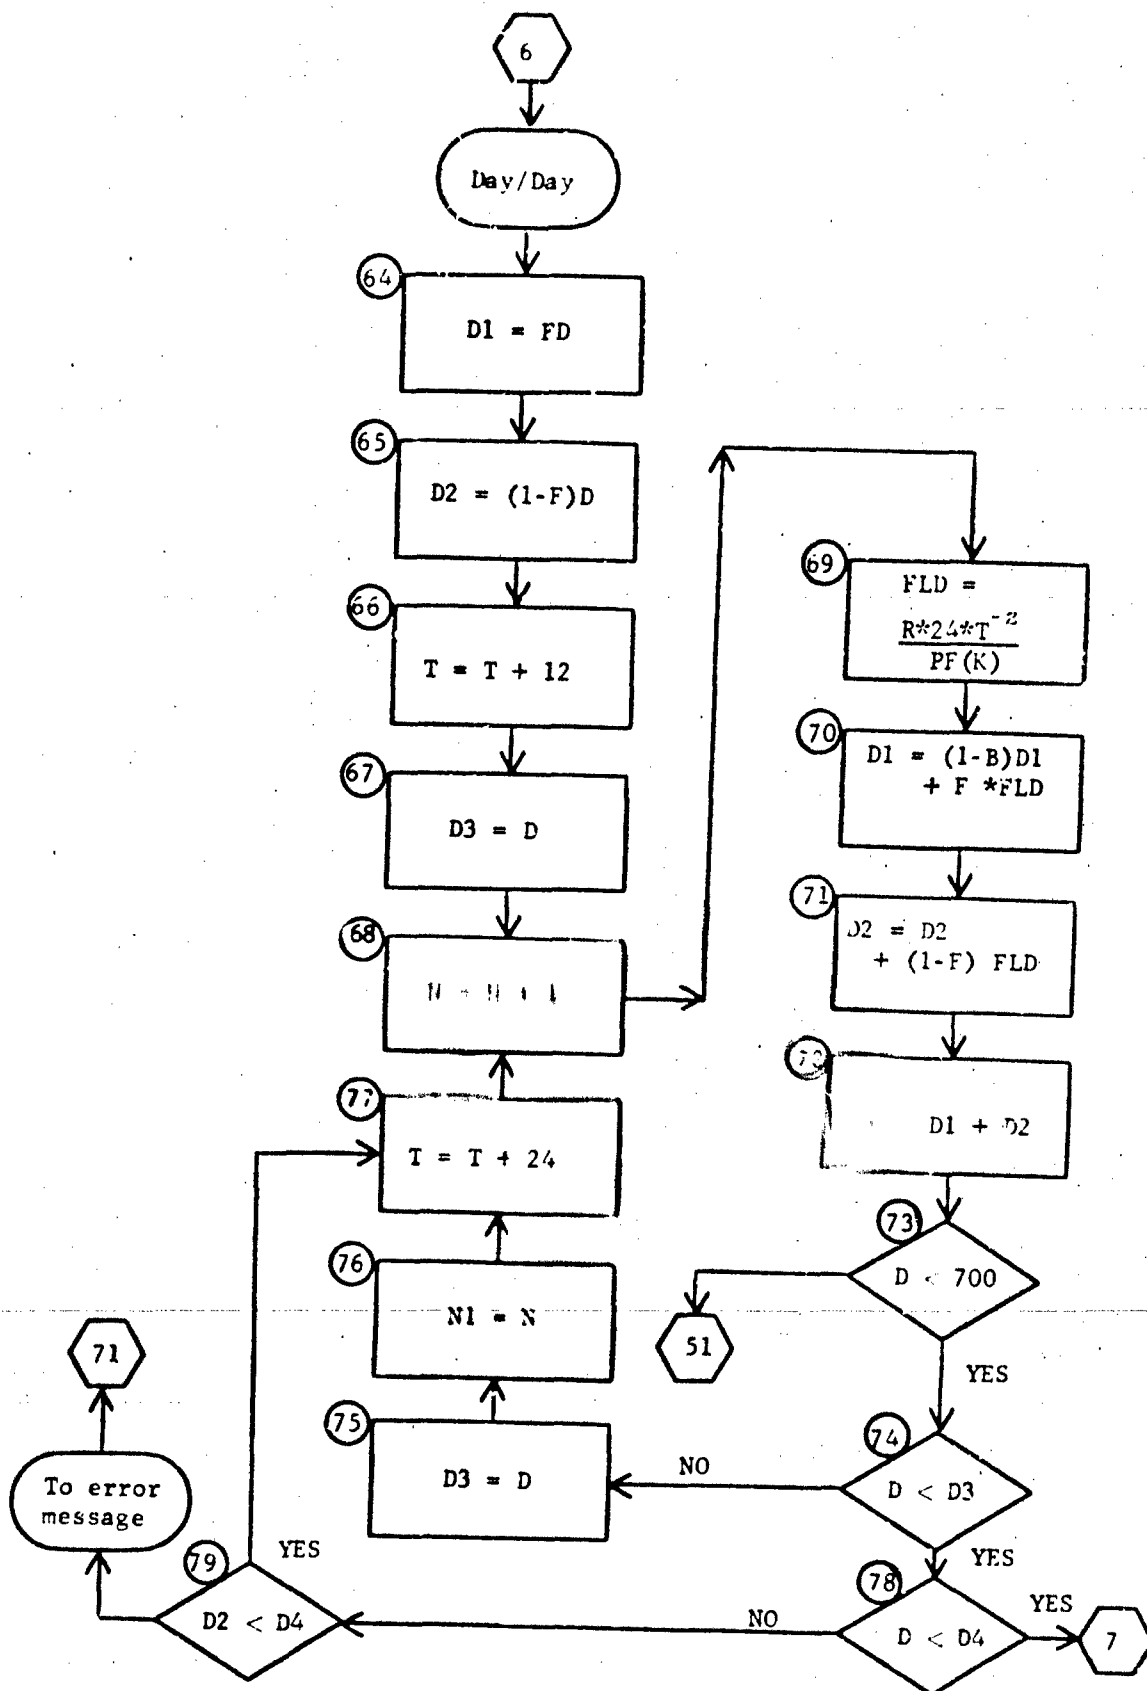 6
Day/Day
64
D1 = FD
65
D2 = (1-F)D
66
T = T + 12
67
D3 = D
68
69
FLD =
R*24*T^-2
PF(K)
70
D1 = (1-B)D1
+ F *FLD
71
D2 = D2
+ (1-F) FLD
D1 + D2
73
D < 700
51
YES
74
D < D3
NO
YES
75
D3 = D
76
N1 = N
77
T = T + 24
78
D < D4
YES
7
NO
79
D2 < D4
YES
To error
message
71